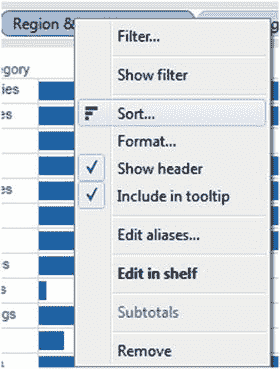 Region &
Filter...
Show filter
egory
ies
es
Sort...
Format...
Show header
Include in tooltip
es
Edit aliases...
Edit in shelf
s
s
gs
Subtotals
Remove